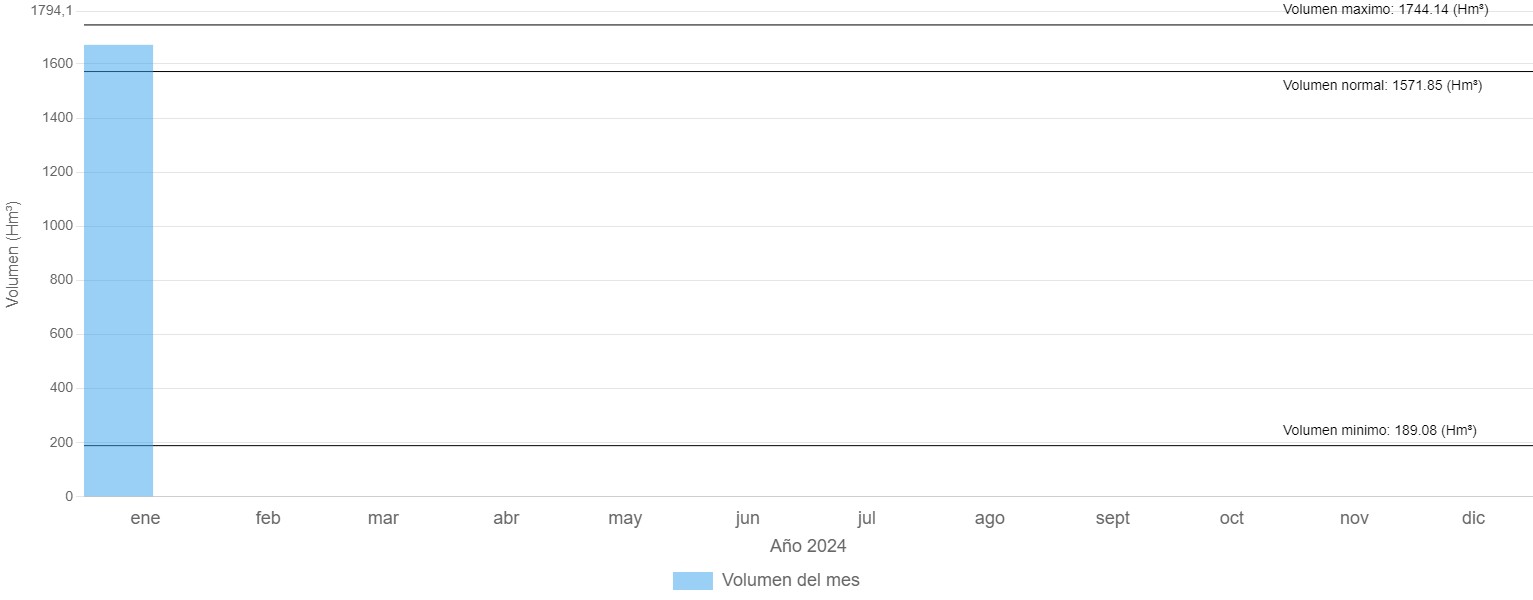 1794,1
Volumen maximo: 1744.14 (Hm³)
1600
Volumen normal: 1571.85 (Hm³)
1400
1200
1000
800
600
400
Volumen minimo: 189.08 (Hm³)
200
0
Volumen (Hm³)
ene feb mar abr may jun jul ago sept oct nov dic
Año 2024
Volumen del mes